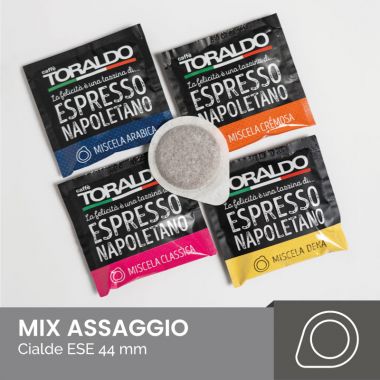 caffè
TORALDO
La felicità è una tazzina di...
ESPRESSO
NAPOLETANO
MISCELA ARABICA
caffè
TORALDO
La felicità è una tazzina di...
ESPRESSO
NAPOLETANO
MISCELA CREMOSA
caffè
TORALDO
La felicità è una tazzina di...
ESPRESSO
NAPOLETANO
MISCELA CLASSICA
TORALDO
La felicità è una tazzina di...
ESPRESSO
NAPOLETANO
MISCELA DEKA
MIX ASSAGGIO
Cialde ESE 44 mm